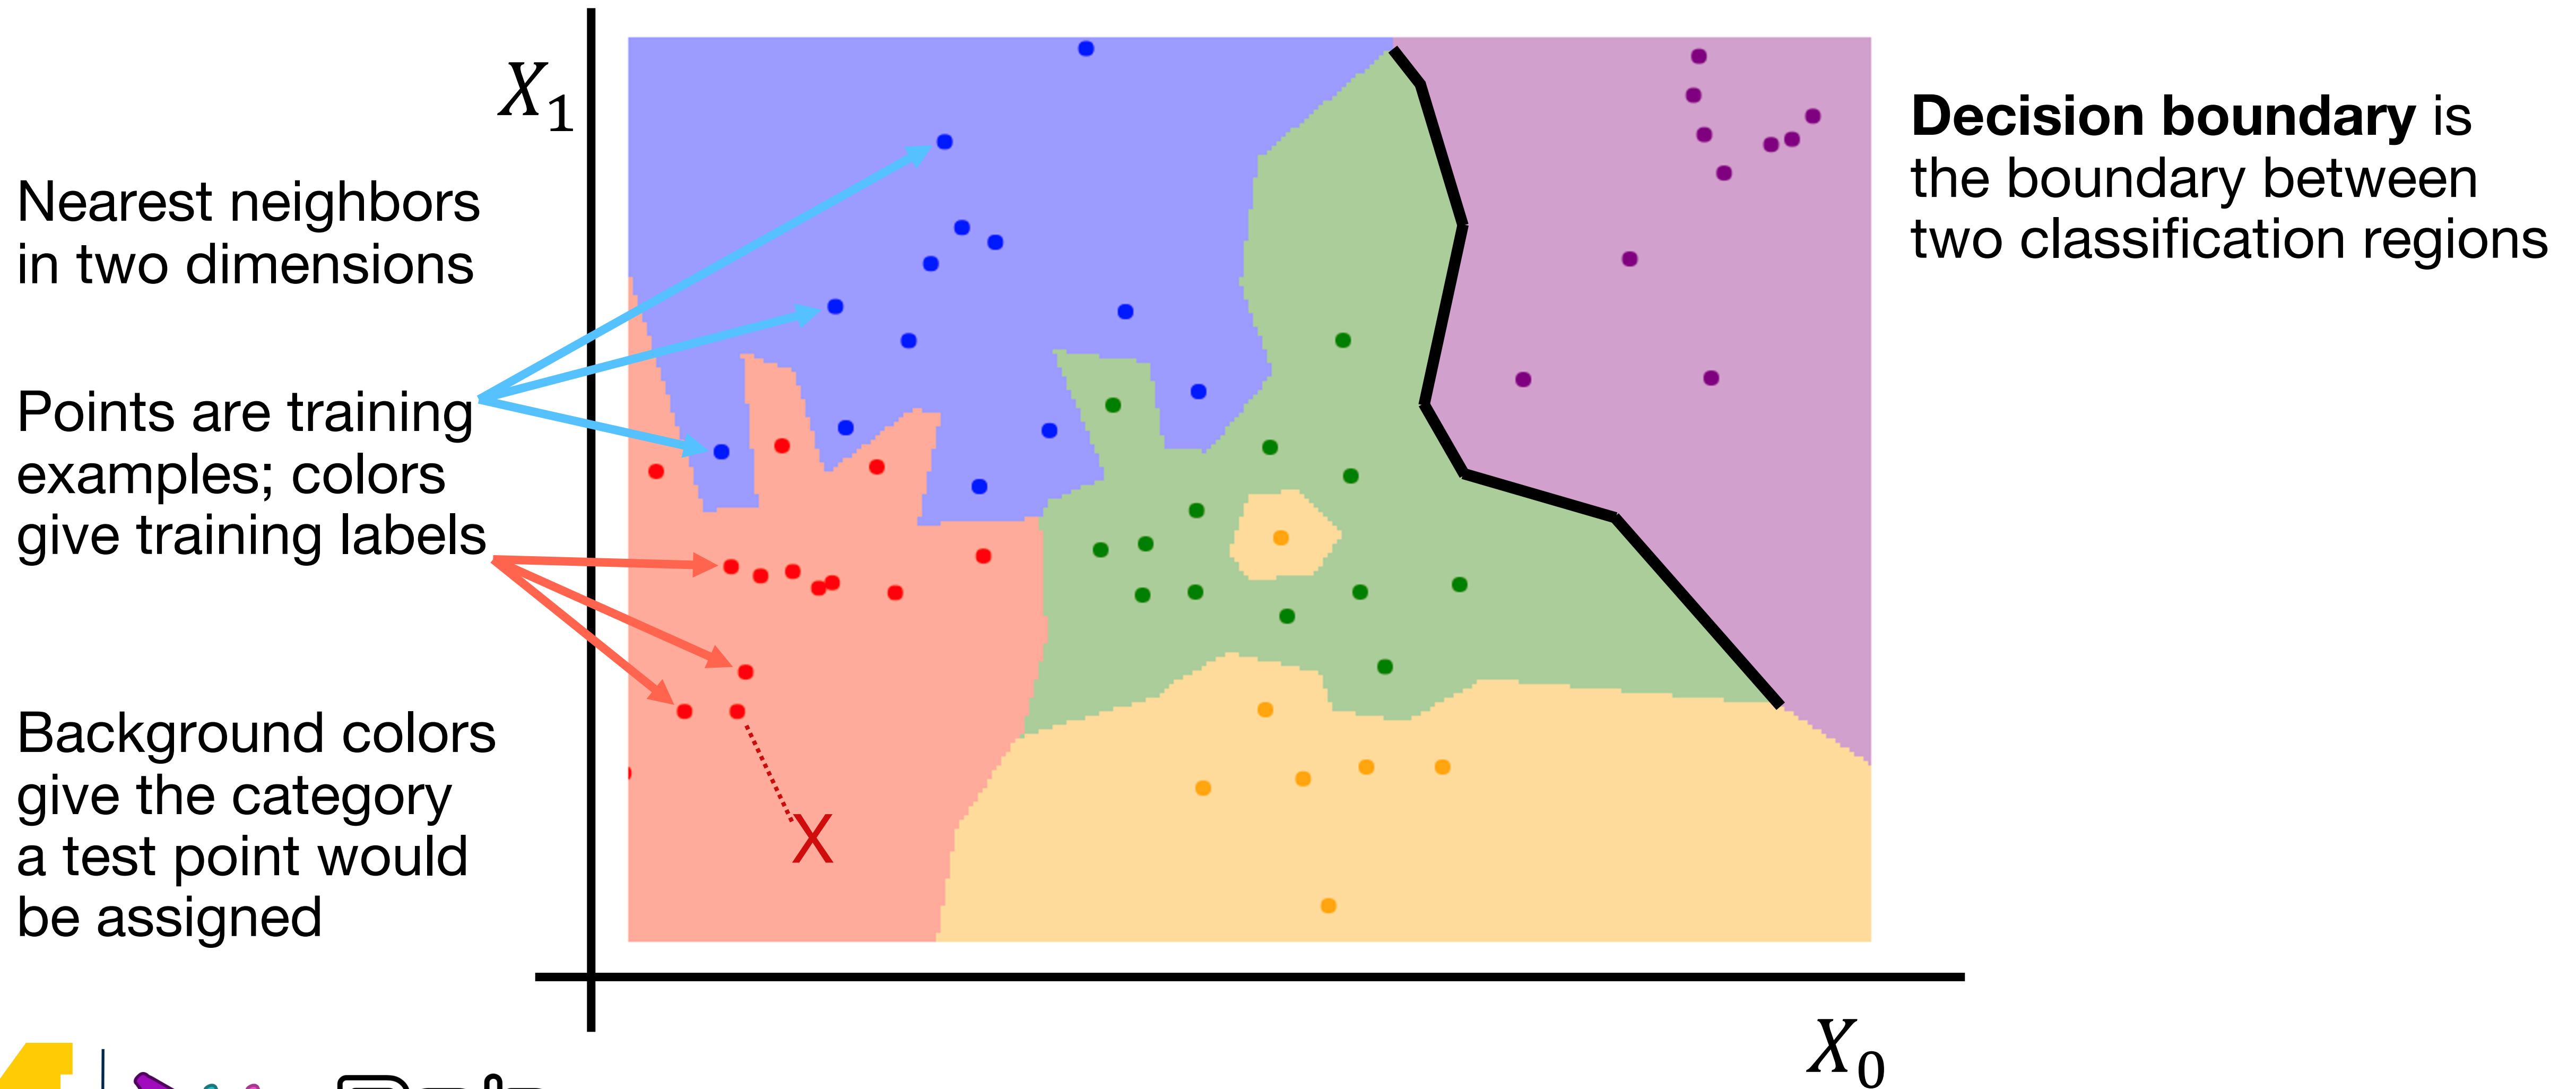 X₁
Nearest neighbors
in two dimensions
Points are training
examples; colors
give training labels
Background colors
give the category
a test point would
be assigned
X
Decision boundary is
the boundary between
two classification regions
X₀